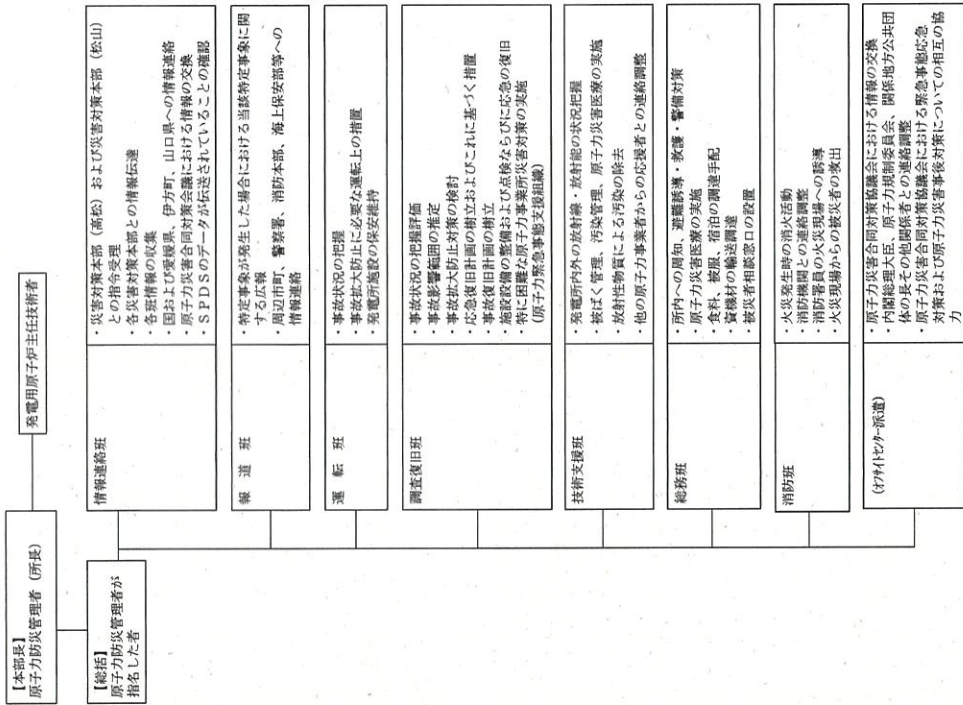 【本部長】
原子力防災管理者（所長）
発電用原子炉主任技術者
【総括】
原子力防災管理者が
指名した者
情報連絡班
・災害対策本部（高松）および災害対策本部（松山）
との指令受理
・各災害対策本部との情報伝達
・各班情報の収集
・国および愛媛県、伊方町、山口県への情報連絡
・原子力災害合同対策会議における情報の交換
・ＳＰＤＳのデータが伝送されていることの確認
報道班
・特定事象が発生した場合における当該特定事象に関
する広報
・周辺市町、警察署、消防本部、海上保安部等への
情報連絡
運転班
・事故状況の把握
・事故拡大防止に必要な運転上の措置
・発電所施設の保安維持
調査復旧班
・事故状況の把握評価
・事故影響範囲の推定
・事故拡大防止対策の検討
・応急復旧計画の樹立およびこれに基づく措置
・事故復旧計画の樹立
・施設設備の整備および点検ならびに応急の復旧
・特に困難な原子力事業所災害対策の実施
（原子力緊急事態支援組織）
技術支援班
・発電所内外の放射線・放射能の状況把握
・被ばく管理、汚染管理、原子力災害医療の実施
・放射性物質による汚染の除去
・他の原子力事業者からの応援者との連絡調整
総務班
・所内への周知、避難誘導・救護・警備対策
・原子力災害医療の実施
・食料、被服、宿泊の調達手配
・資機材の輸送調達
・被災者相談窓口の設置
消防班
・火災発生時の消火活動
・消防機関との連絡調整
・消防署員の火災現場への誘導
・火災現場からの被災者の救出
（ｵﾌｻｲﾄｾﾝﾀｰ派遣）
・原子力災害合同対策協議会における情報の交換
・内閣総理大臣、原子力規制委員会、関係地方公共団
体の長その他関係者との連絡調整
・原子力災害合同対策協議会における緊急事態応急
対策および原子力災害事後対策についての相互の協
力